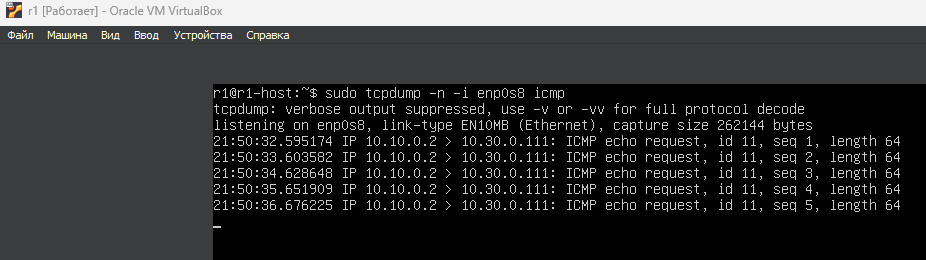 r1 [Работает] - Oracle VM VirtualBox
Файл Машина Вид Ввод Устройства Справка
r1@r1-host:~$ sudo tcpdump -n -i enp0s8 icmp
tcpdump: verbose output suppressed, use -v or -vv for full protocol decode
listening on enp0s8, link-type EN10MB (Ethernet), capture size 262144 bytes
21:50:32.595174 IP 10.10.0.2 > 10.30.0.111: ICMP echo request, id 11, seq 1, length 64
21:50:33.603582 IP 10.10.0.2 > 10.30.0.111: ICMP echo request, id 11, seq 2, length 64
21:50:34.628648 IP 10.10.0.2 > 10.30.0.111: ICMP echo request, id 11, seq 3, length 64
21:50:35.651909 IP 10.10.0.2 > 10.30.0.111: ICMP echo request, id 11, seq 4, length 64
21:50:36.676225 IP 10.10.0.2 > 10.30.0.111: ICMP echo request, id 11, seq 5, length 64